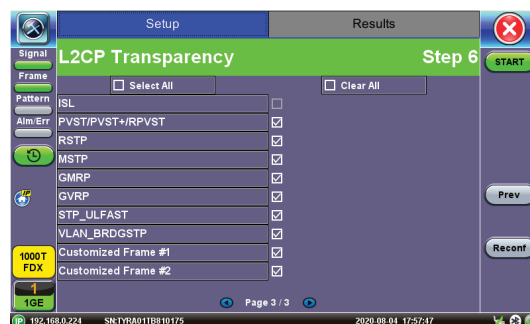 Setup
Results
Signal
Frame
Pattern
Alm/Err
L2CP Transparency
Step 6
START
Select All
Clear All
ISL
PVST/PVST+/RPVST
RSTP
MSTP
GMRP
GVRP
STP_ULFAST
VLAN_BRDGSTP
Customized Frame #1
Customized Frame #2
IP
Prev
Reconf
1000T
FDX
1
1GE
Page 3 / 3
IP 192.168.0.224 SN:TYRA01TB810175 2020-08-04 17:57:47